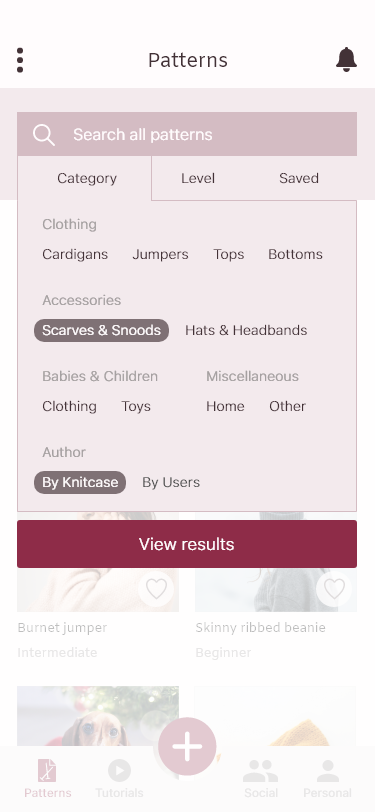 Patterns
Search all patterns
Category Level Saved
Clothing
Cardigans Jumpers Tops Bottoms
Accessories
Scarves & Snoods Hats & Headbands
Babies & Children Miscellaneous
Clothing Toys Home Other
Author
By Knitcase By Users
View results
Burnet jumper Skinny ribbed beanie
Intermediate Beginner
Patterns Tutorials Social Personal